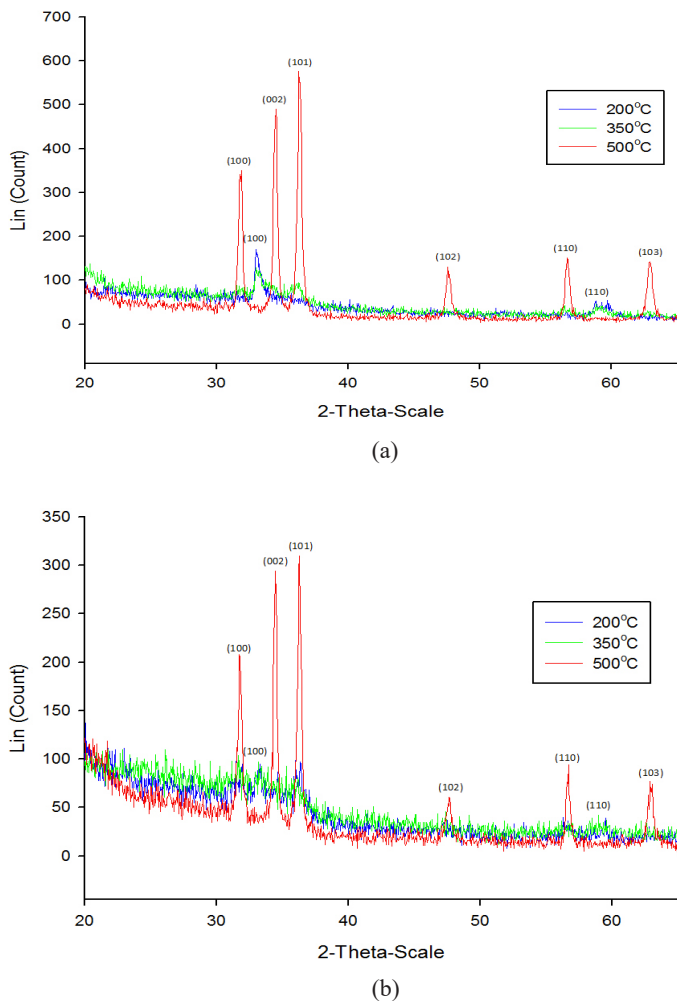 700
600
500
400
300
200
100
0
Lin (Count)
(101)
(002)
(100)
(100)
(102)
(110)
(110)
(103)
200°C
350°C
500°C
20 30 40 50 60
2-Theta-Scale
(a)
350
300
250
200
150
100
50
0
Lin (Count)
(101)
(002)
(100)
(100)
(102)
(110)
(110)
(103)
200°C
350°C
500°C
20 30 40 50 60
2-Theta-Scale
(b)